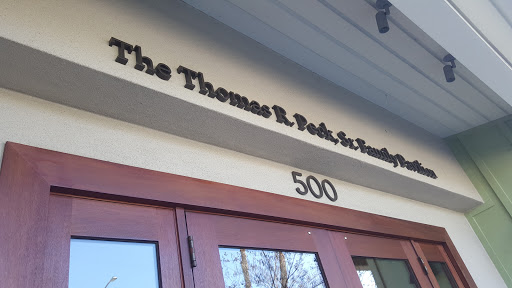 The Thomas R. Peck, Sr. Family Pavilion
500